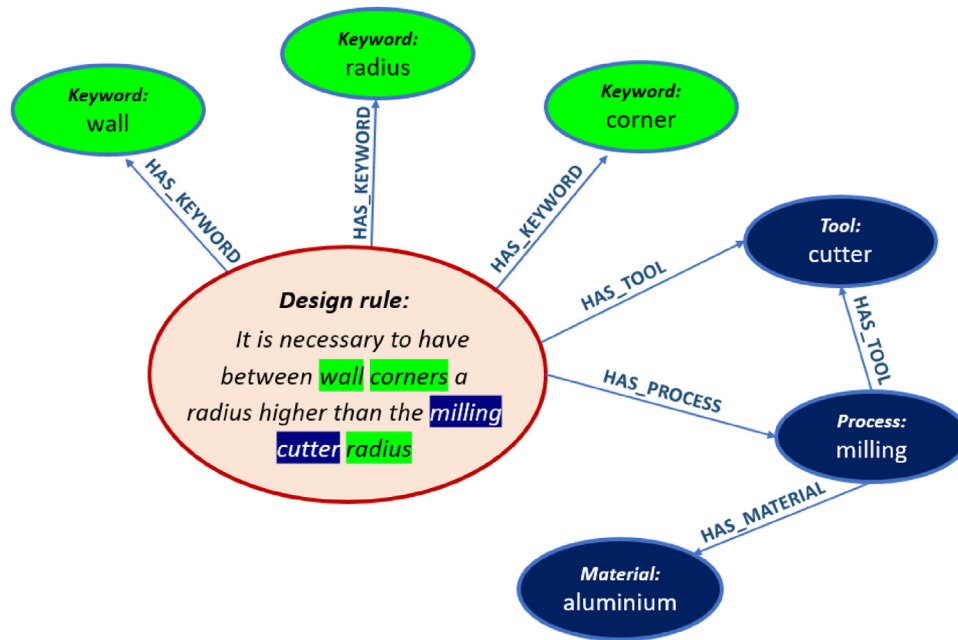 Keyword:
radius
Keyword:
wall
Keyword:
corner
HAS_KEYWORD
HAS_KEYWORD
HAS_KEYWORD
Tool:
cutter
HAS_TOOL
HAS_TOOL
Design rule:
It is necessary to have
between wall corners a
radius higher than the milling
cutter radius
HAS_PROCESS
Process:
milling
HAS_MATERIAL
Material:
aluminium